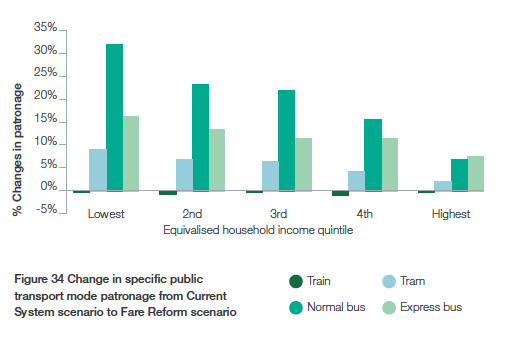 35%
30%
25%
20%
15%
10%
5%
0%
-5%
% Changes in patronage
Lowest 2nd 3rd 4th Highest
Equivalised household income quintile
Figure 34 Change in specific public
transport mode patronage from Current
System scenario to Fare Reform scenario
Train Tram
Normal bus Express bus